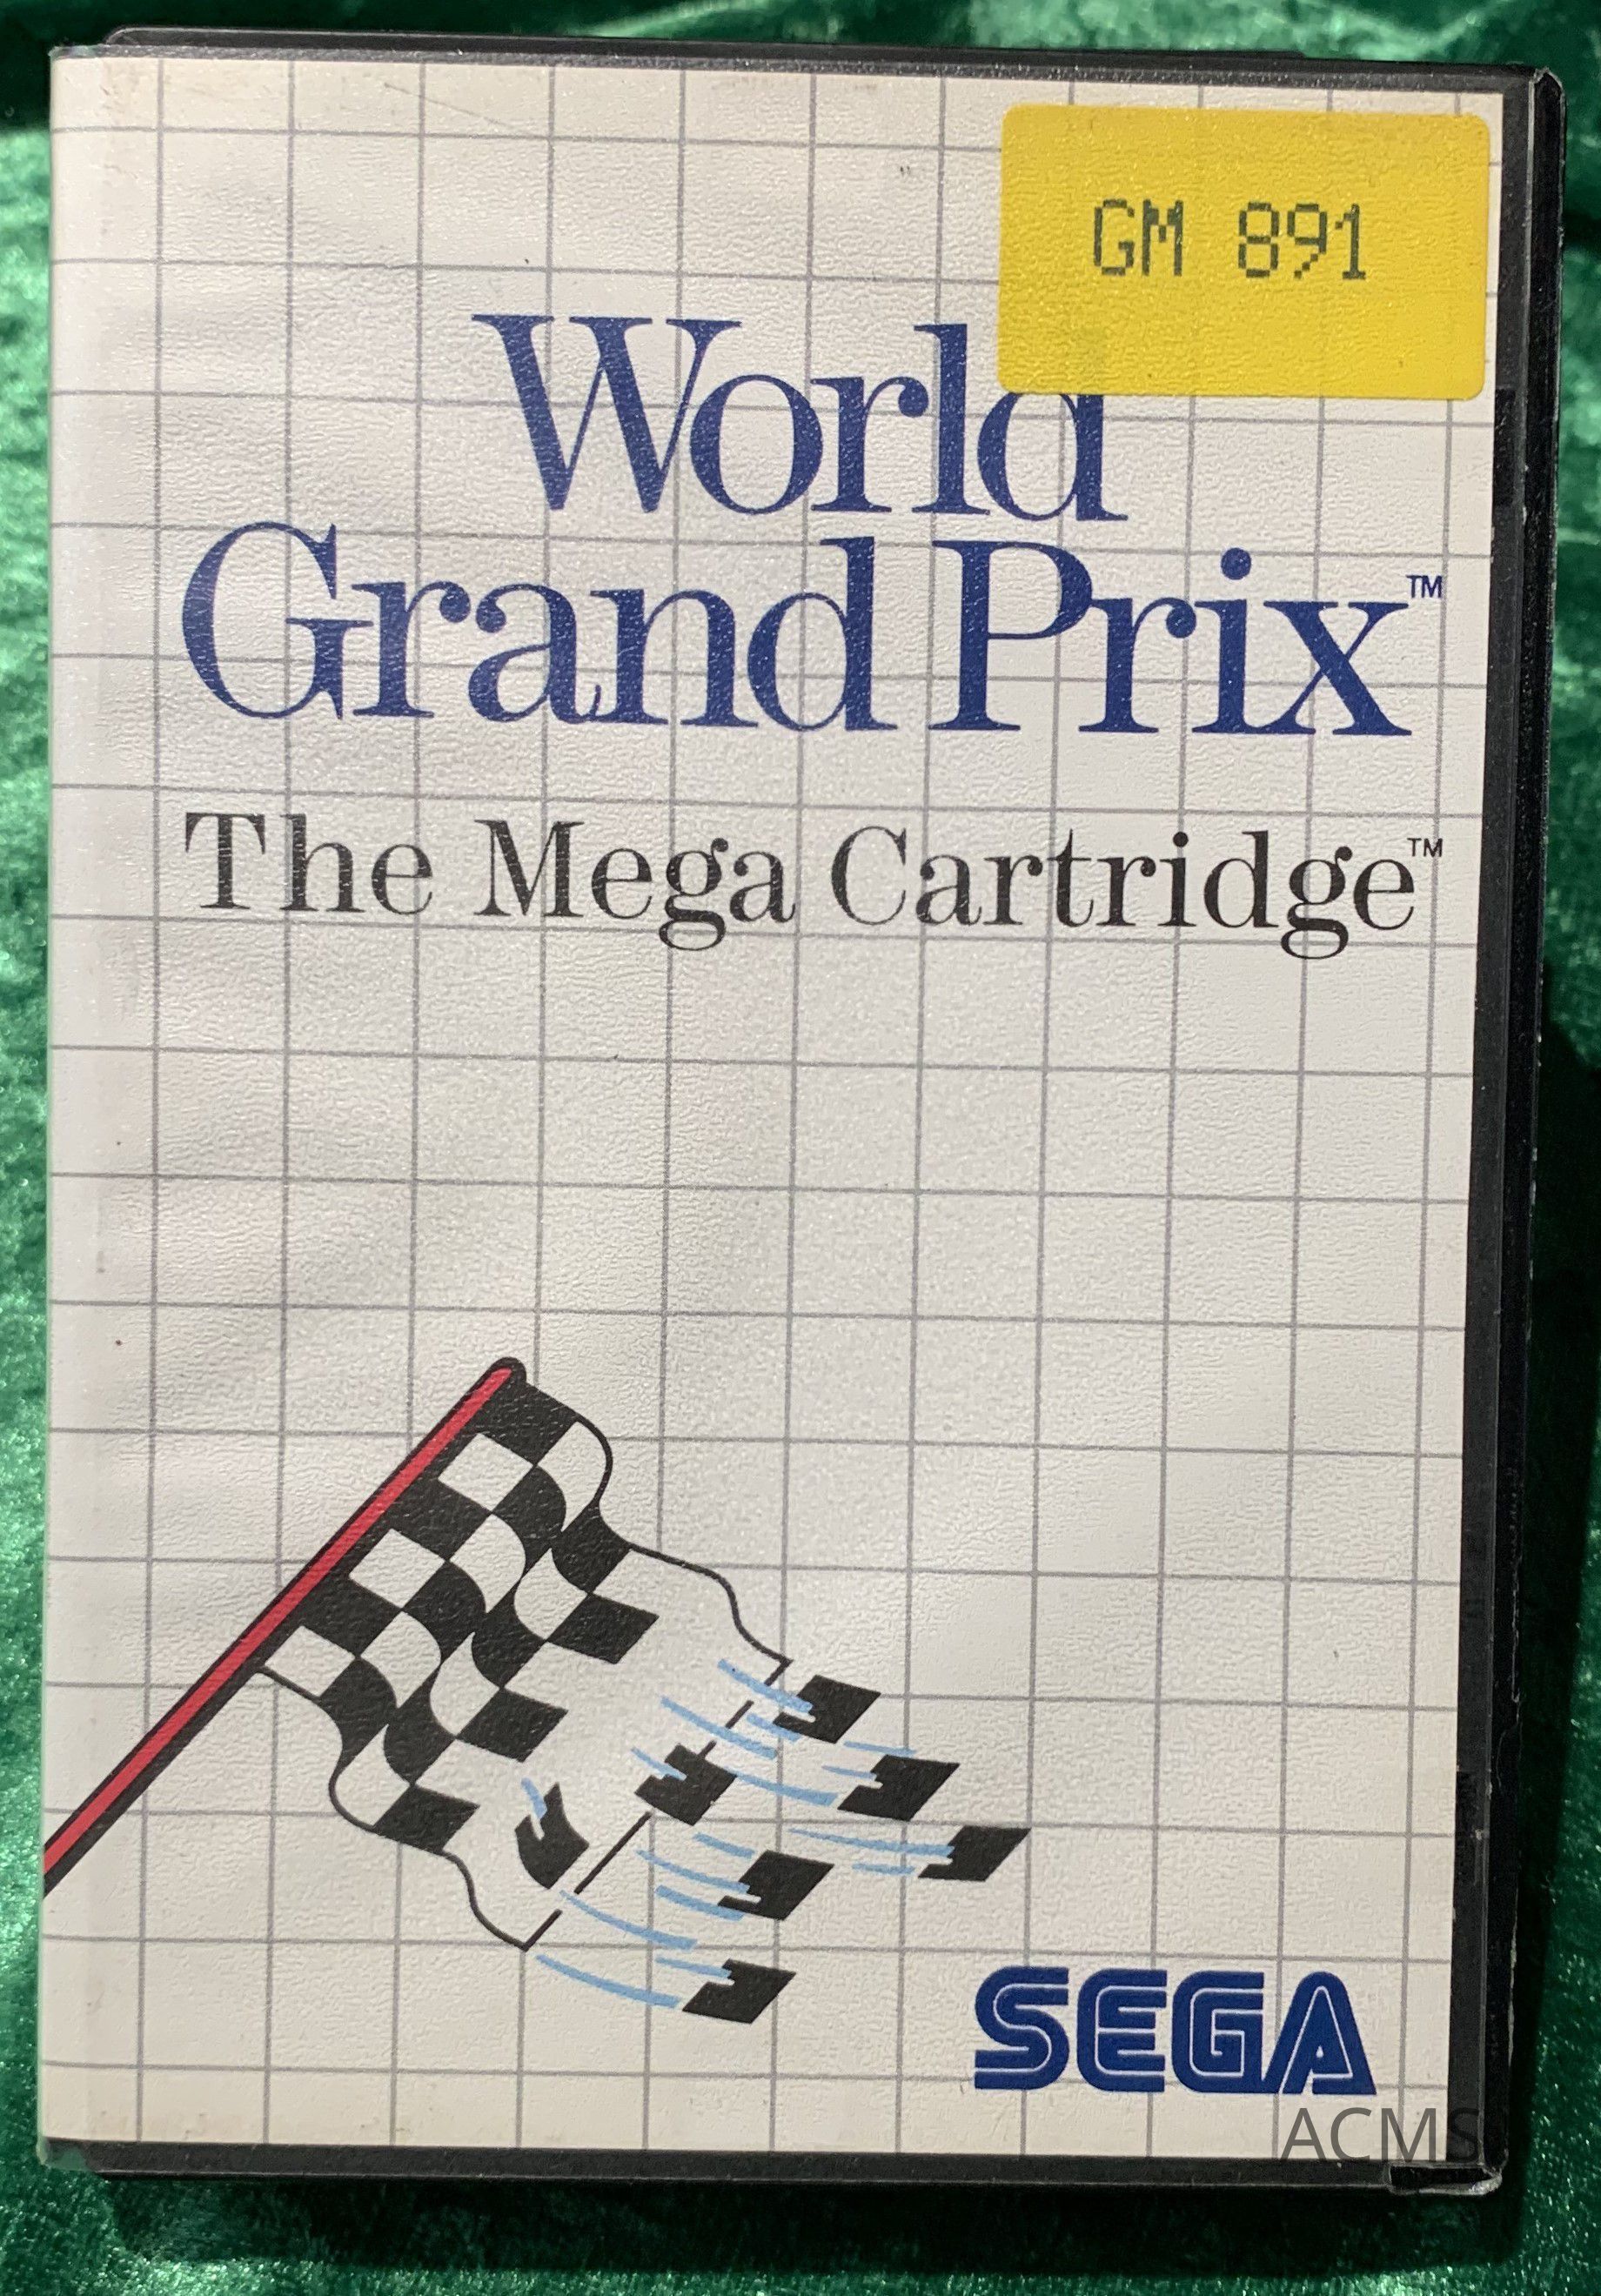 GM 891
World
Grand Prix™
The Mega Cartridge™
SEGA
ACMS